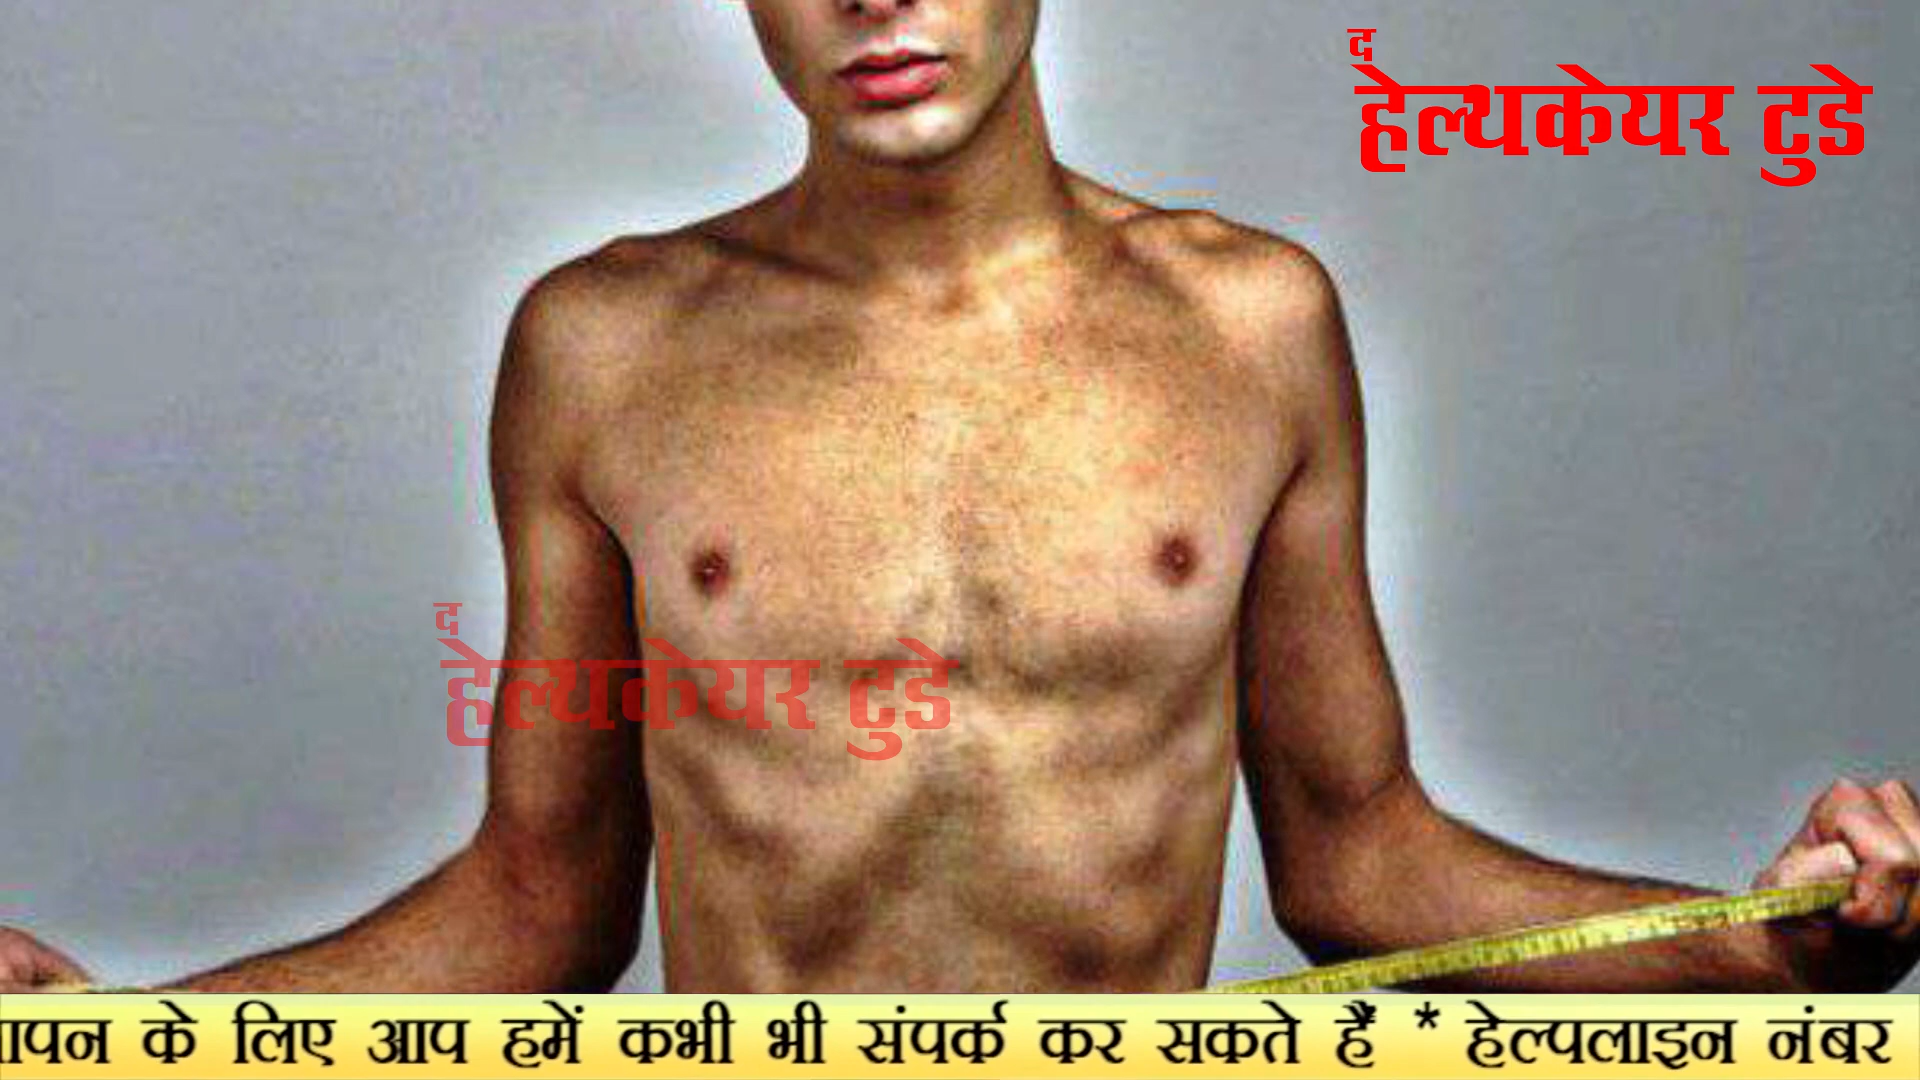 द
हेल्थकेयर टुडे
द
हेल्थकेयर टुडे
के लिए आप हमें कभी भी संपर्क कर सकते हैं * हेल्पलाइन नंबर